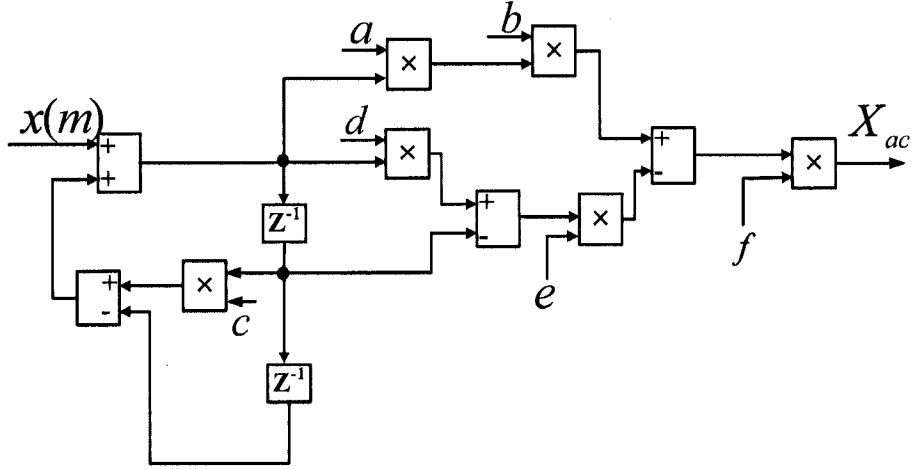 a
b
×
×
x(m)
+
+
d
×
+
-
X_ac
×
z⁻¹
+
-
×
e
f
+
-
×
c
z⁻¹